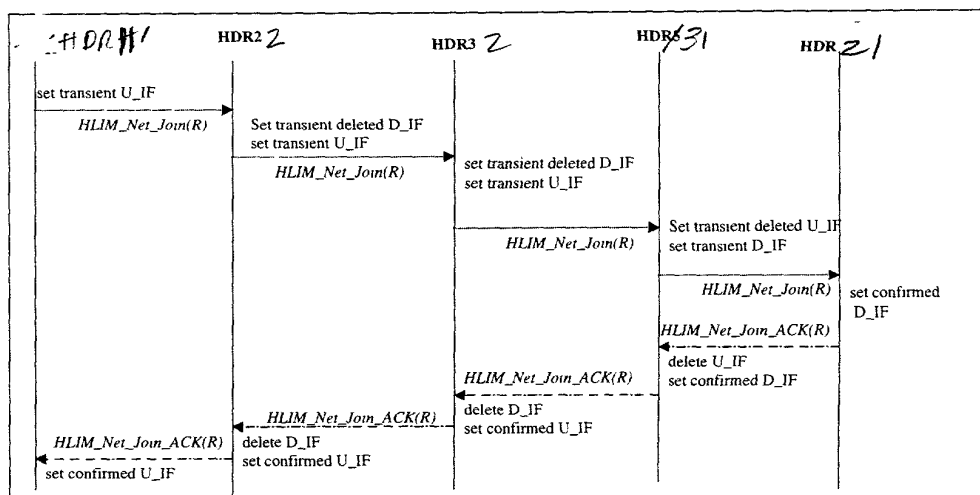 HDR2 2
HDR3 2
31
HDR 21
set transient U_IF
HLIM_Net_Join(R)
Set transient deleted D_IF
set transient U_IF
HLIM_Net_Join(R)
set transient deleted D_IF
set transient U_IF
HLIM_Net_Join(R)
Set transient deleted U_IF
set transient D_IF
HLIM_Net_Join(R)
set confirmed
D_IF
HLIM_Net_Join_ACK(R)
delete U_IF
set confirmed D_IF
HLIM_Net_Join_ACK(R)
delete D_IF
set confirmed U_IF
HLIM_Net_Join_ACK(R)
delete D_IF
set confirmed U_IF
HLIM_Net_Join_ACK(R)
set confirmed U_IF